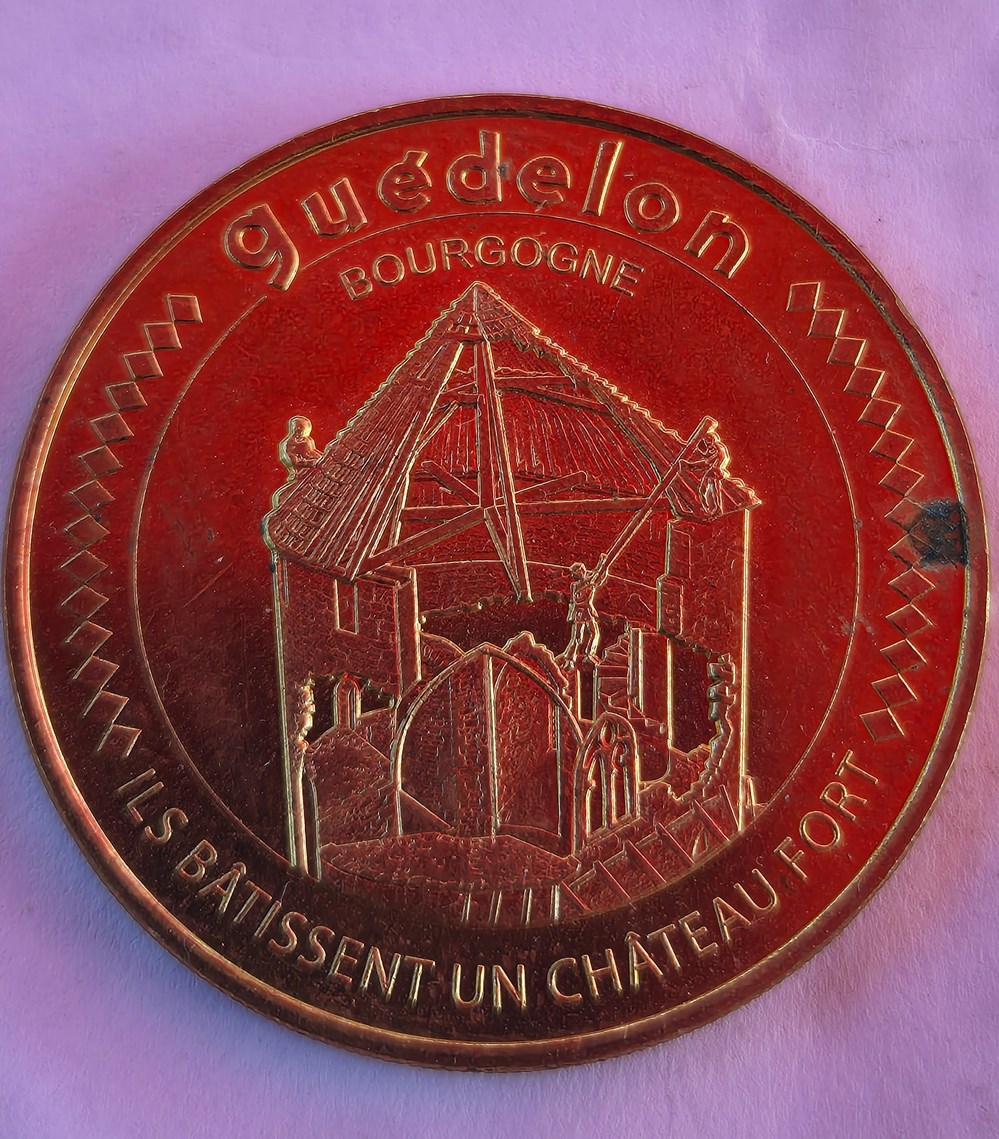 guédelon
BOURGOGNE
ILS BÂTISSENT UN CHÂTEAU FORT